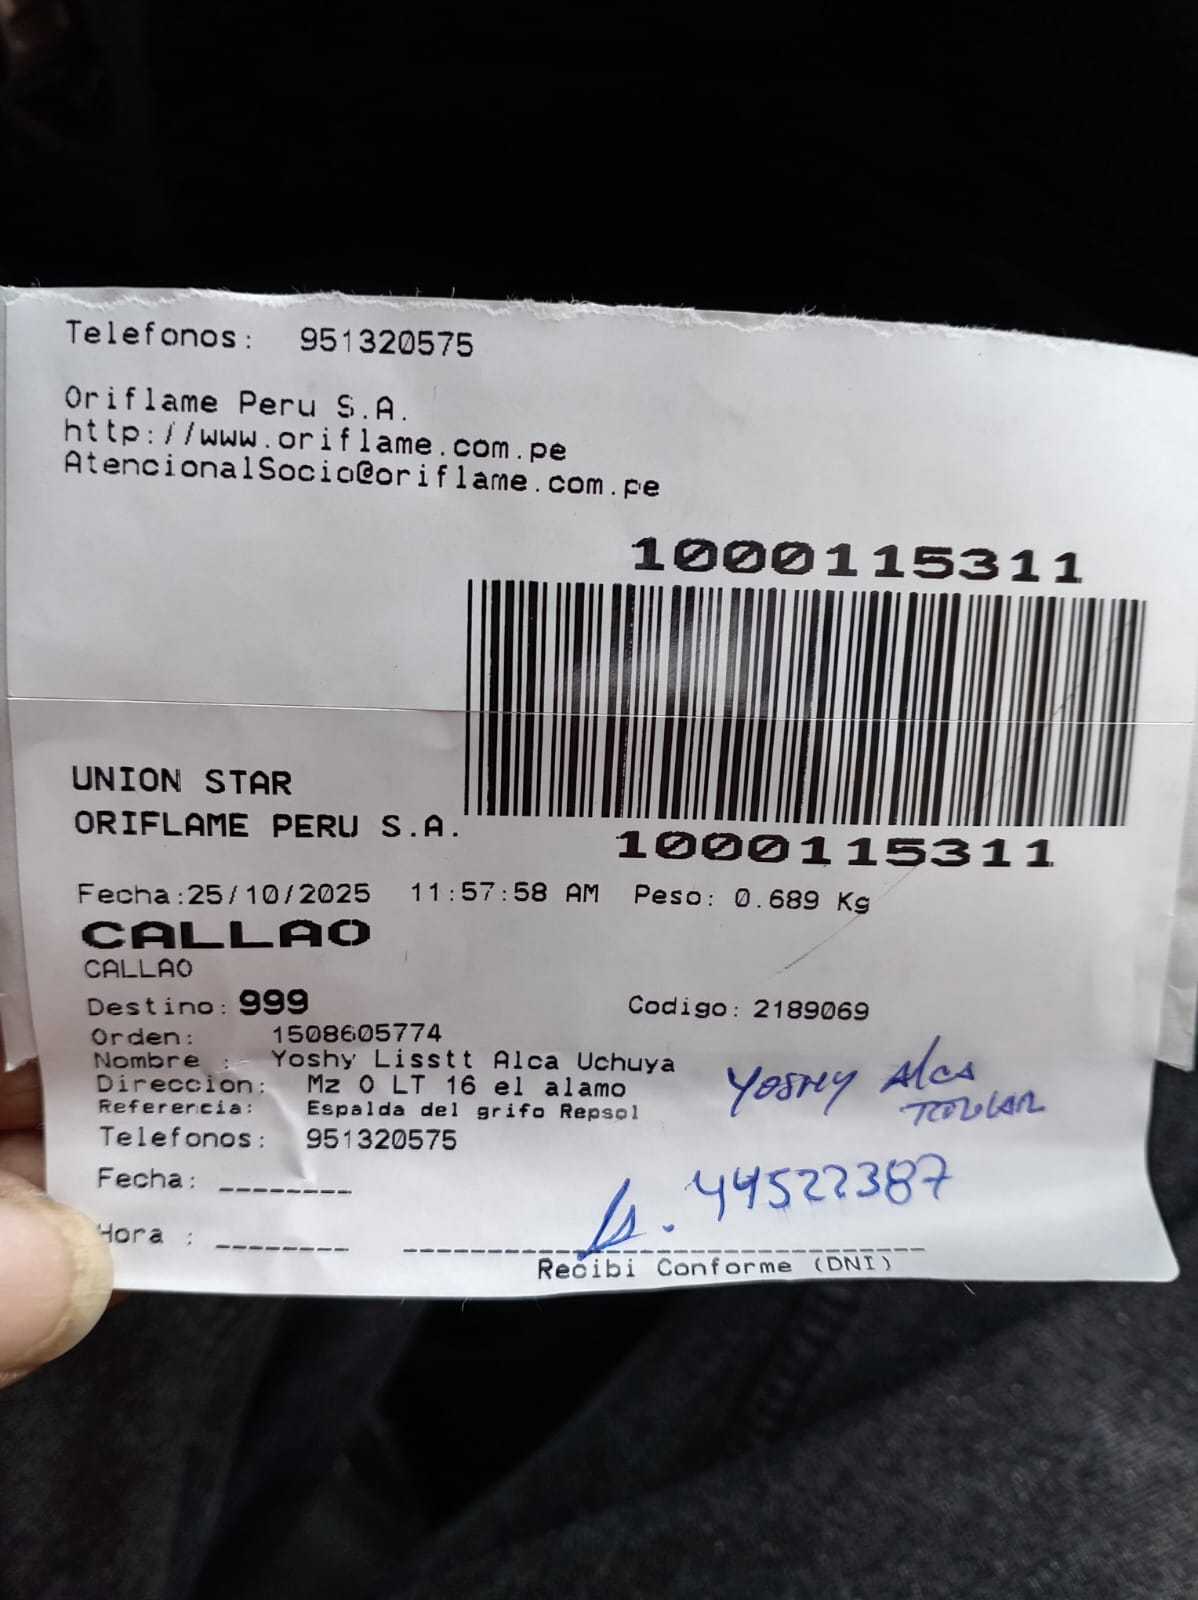 Telefonos: 951320575
Oriflame Peru S.A.
http://www.oriflame.com.pe
AtencionalSocio@oriflame.com.pe
1000115311
UNION STAR
ORIFLAME PERU S.A.
1000115311
Fecha:25/10/2025 11:57:58 AM Peso: 0.689 Kg
CALLAO
CALLAO
Destino: 999 Codigo: 2189069
Orden: 1508605774
Nombre : Yoshy Lisstt Alca Uchuya
Direccion: Mz O LT 16 el alamo
Yoshy Alca
Referencia: Espalda del grifo Repsol
Telefonos: 951320575
Fecha: ________
44522387
Hora : ________
Recibi Conforme (DNI)